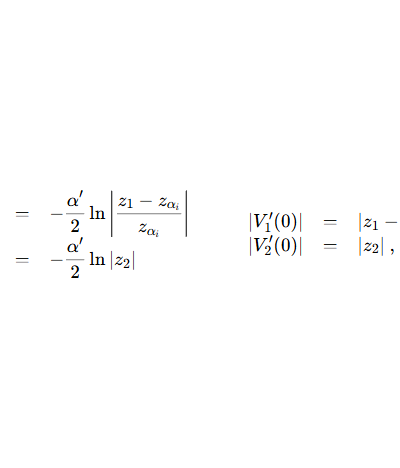 = −α′/2 ln |(z₁ − z_{α_i})/z_{α_i}|
= −α′/2 ln |z₂|
|V₁′(0)| = |z₁ −
|V₂′(0)| = |z₂| ,